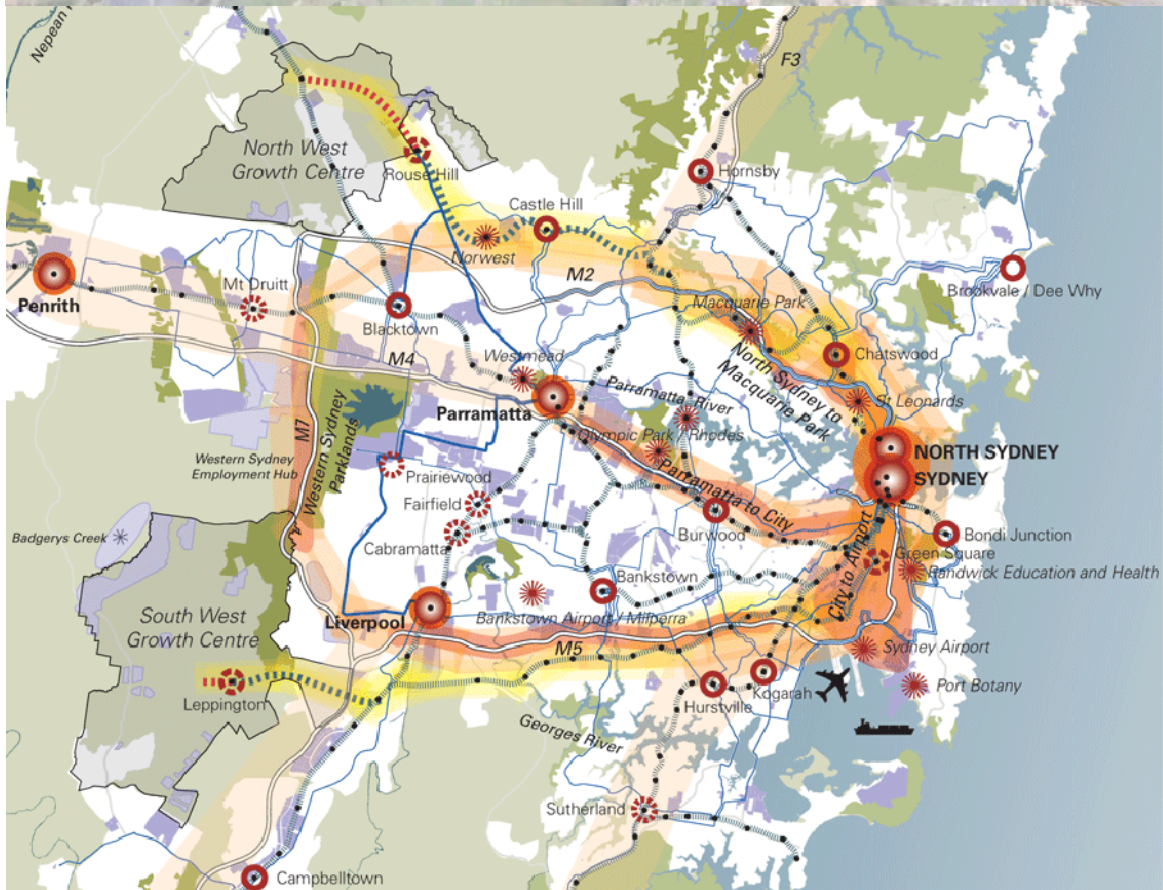 Nepean
F3
North West
Growth Centre
Rouse Hill
Hornsby
Castle Hill
Norwest
M2
Penrith
Mt Druitt
Blacktown
Brookvale / Dee Why
Macquarie Park
Chatswood
North Sydney to
Macquarie Park
M4
Westmead
Parramatta
Parramatta River
St Leonards
Olympic Park / Rhodes
NORTH SYDNEY
SYDNEY
M7
Western Sydney
Parklands
Western Sydney
Employment Hub
Prairiewood
Fairfield
Parramatta to City
Cabramatta
Burwood
Bondi Junction
Green Square
Randwick Education and Health
City to Airport
Badgerys Creek
Bankstown
Bankstown Airport / Milperra
South West
Growth Centre
Liverpool
M5
Sydney Airport
Leppington
Hurstville
Kogarah
Port Botany
Georges River
Sutherland
Campbelltown